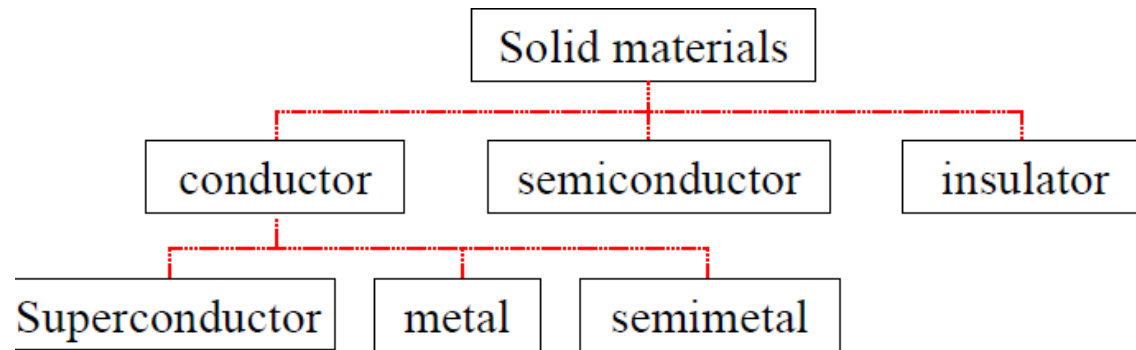 Solid materials
conductor
semiconductor
insulator
Superconductor
metal
semimetal